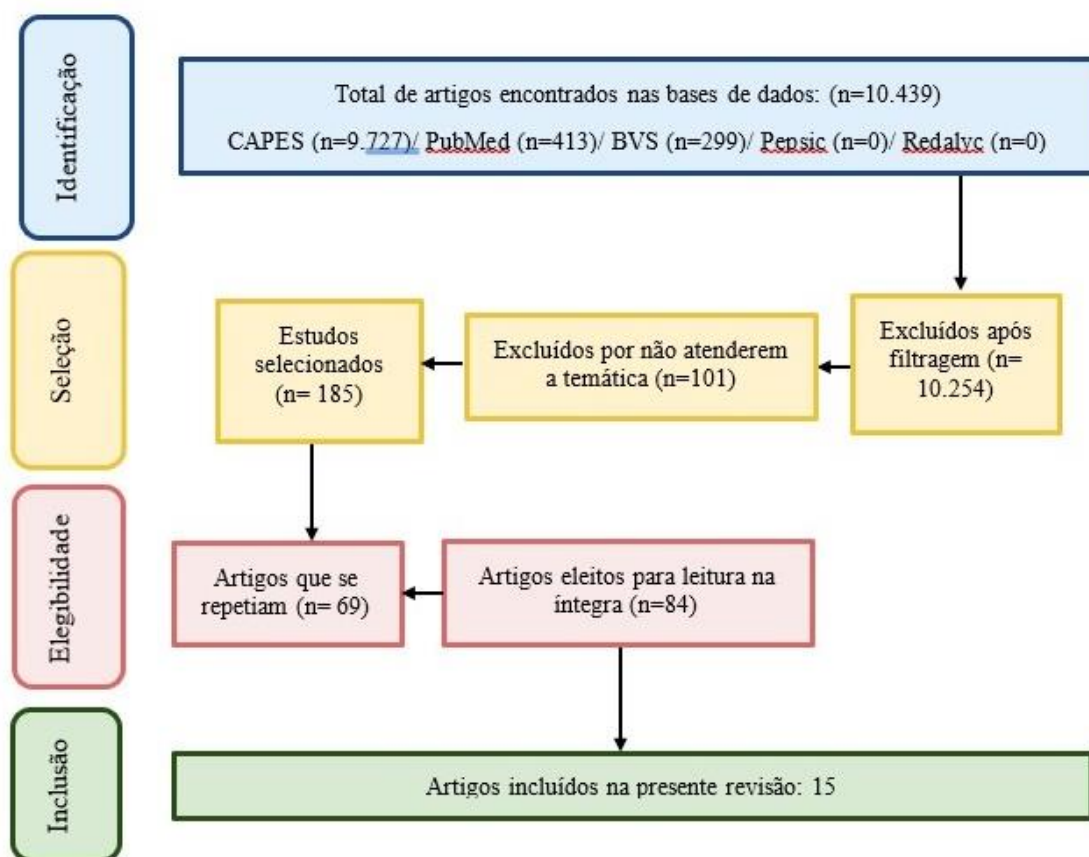 Identificação
Total de artigos encontrados nas bases de dados: (n=10.439)
CAPES (n=9.727)/ PubMed (n=413)/ BVS (n=299)/ Pepsic (n=0)/ Redalyc (n=0)
Seleção
Estudos
selecionados
(n= 185)
Excluídos por não atenderem
a temática (n=101)
Excluídos após
filtragem (n=
10.254)
Elegibilidade
Artigos que se
repetiam (n= 69)
Artigos eleitos para leitura na
íntegra (n=84)
Inclusão
Artigos incluídos na presente revisão: 15